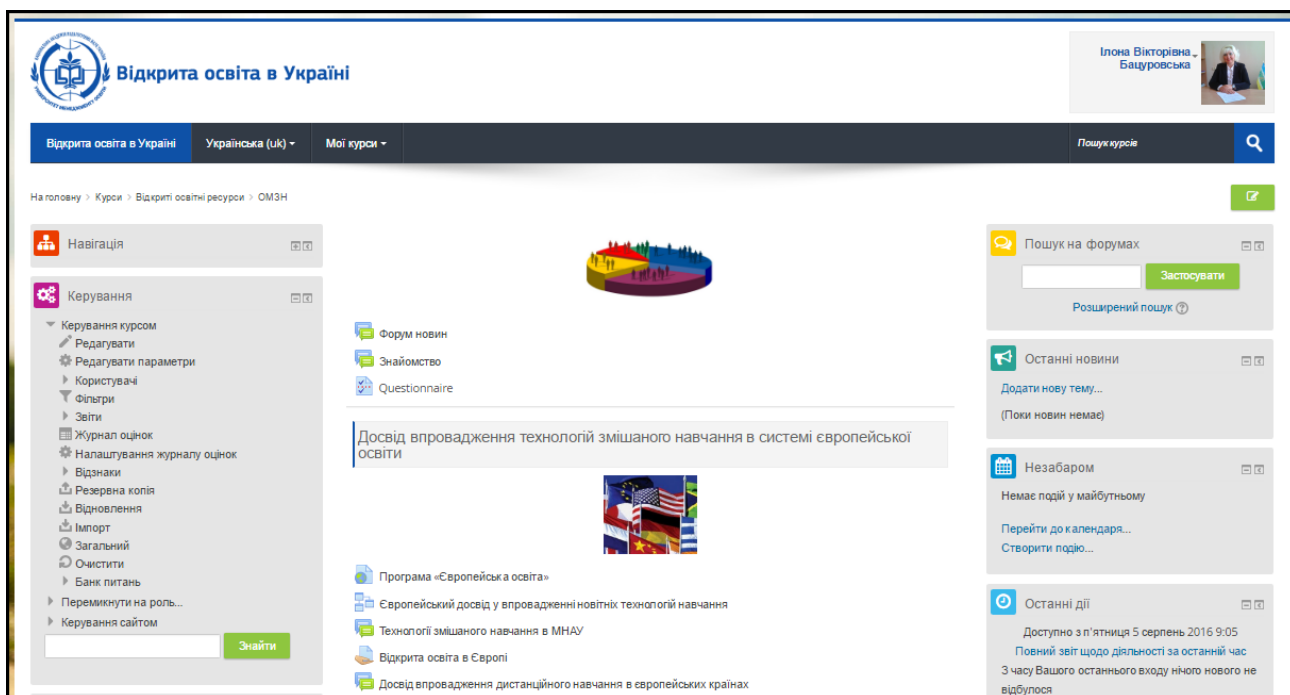 Відкрита освіта в Україні
Ілона Вікторівна
Бацуровська
Відкрита освіта в Україні
Українська (uk)
Мої курси
Пошук курсів
На головну > Курси > Відкриті освітні ресурси > ОМЗН
Навігація
Керування
Керування курсом
Редагувати
Редагувати параметри
Користувачі
Фільтри
Звіти
Журнал оцінок
Налаштування журналу оцінок
Відзнаки
Резервна копія
Відновлення
Імпорт
Загальний
Очистити
Банк питань
Перемикнути на роль...
Керування сайтом
Знайти
Форум новин
Знайомство
Questionnaire
Досвід впровадження технологій змішаного навчання в системі європейської
освіти
Програма «Європейська освіта»
Європейський досвід у впровадженні новітніх технологій навчання
Технології змішаного навчання в МНАУ
Відкрита освіта в Європі
Досвід впровадження дистанційного навчання в європейських країнах
Пошук на форумах
Застосувати
Розширений пошук
Останні новини
Додати нову тему...
(Поки новин немає)
Незабаром
Немає подій у майбутньому
Перейти до календаря...
Створити подію...
Останні дії
Доступно з п'ятниця 5 серпень 2016 9:05
Повний звіт щодо діяльності за останній час
З часу Вашого останнього входу нічого нового не
відбулося